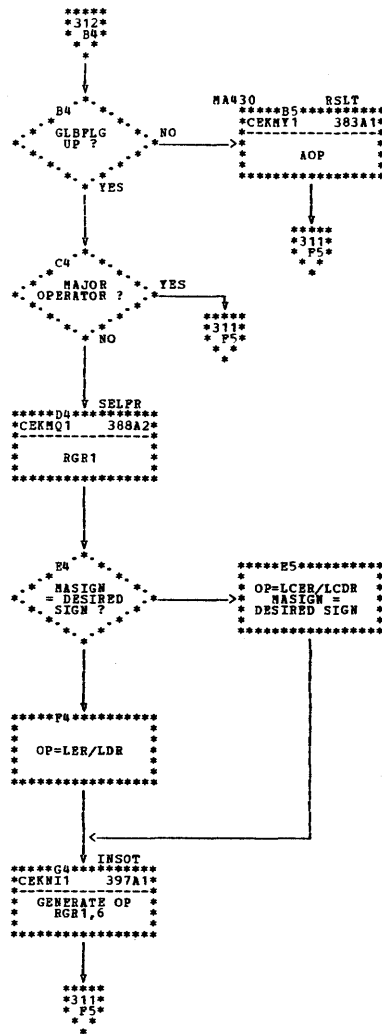 312
B4
B4
GLBFLG
UP ?
NO
YES
MA430 RSLT
B5
CEKMY1 383A1
AOP
311
F5
C4
MAJOR
OPERATOR ?
YES
NO
311
F5
SELFR
D4
CEKMQ1 388A2
RGR1
E4
MASIGN
= DESIRED
SIGN ?
E5
OP=LCER/LCDR
MASIGN =
DESIRED SIGN
F4
OP=LER/LDR
INSOT
G4
CEKNI1 397A1
GENERATE OP
RGR1,6
311
F5